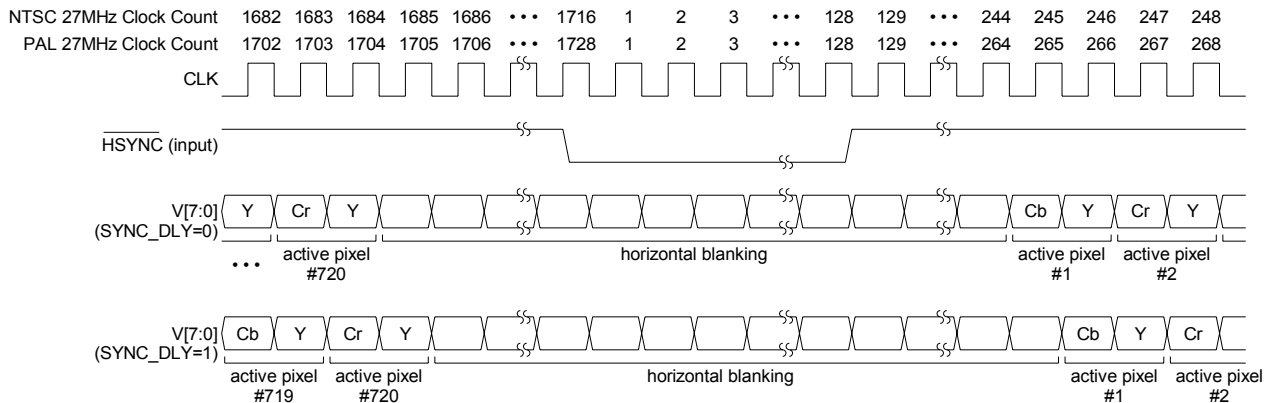 NTSC 27MHz Clock Count 1682 1683 1684 1685 1686 ••• 1716 1 2 3 ••• 128 129 ••• 244 245 246 247 248
PAL 27MHz Clock Count 1702 1703 1704 1705 1706 ••• 1728 1 2 3 ••• 128 129 ••• 264 265 266 267 268
CLK
HSYNC (input)
V[7:0] Y Cr Y Cb Y Cr Y
(SYNC_DLY=0)
••• active pixel horizontal blanking active pixel active pixel
#720 #1 #2
V[7:0] Cb Y Cr Y Cb Y Cr
(SYNC_DLY=1)
active pixel active pixel horizontal blanking active pixel active pixel
#719 #720 #1 #2